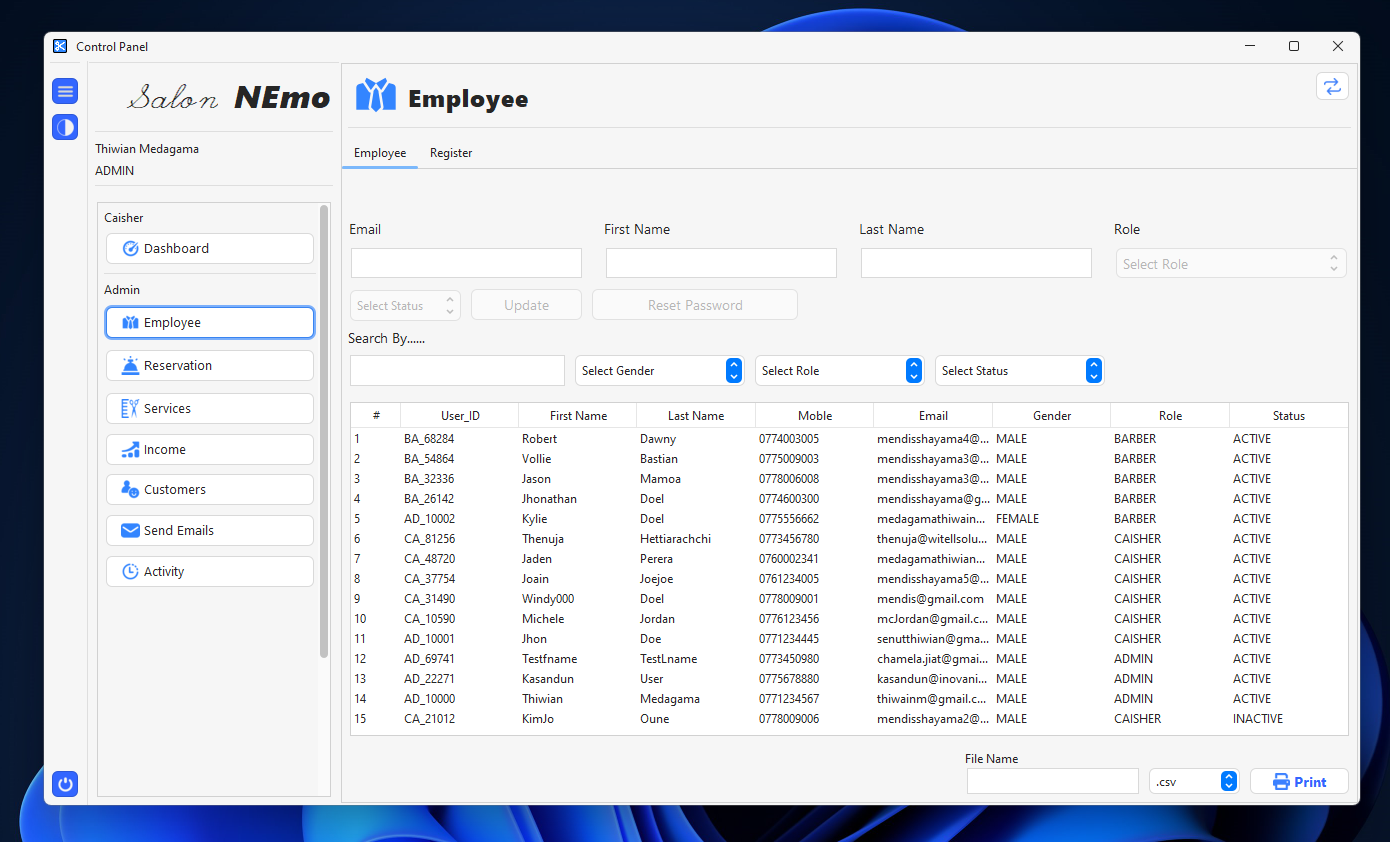 Control Panel
Salon NEmo
Thiwian Medagama
ADMIN
Caisher
Dashboard
Admin
Employee
Reservation
Services
Income
Customers
Send Emails
Activity
Employee
Employee Register
Email First Name Last Name Role
Select Role
Select Status Update Reset Password
Search By......
Select Gender Select Role Select Status
# User_ID First Name Last Name Moble Email Gender Role Status
1 BA_68284 Robert Dawny 0774003005 mendisshayama4@... MALE BARBER ACTIVE
2 BA_54864 Vollie Bastian 0775009003 mendisshayama3@... MALE BARBER ACTIVE
3 BA_32336 Jason Mamoa 0778006008 mendisshayama3@... MALE BARBER ACTIVE
4 BA_26142 Jhonathan Doel 0774600300 mendisshayama@g... MALE BARBER ACTIVE
5 AD_10002 Kylie Doel 0775556662 medagamathiwain... FEMALE BARBER ACTIVE
6 CA_81256 Thenuja Hettiarachchi 0773456780 thenuja@witellsolu... MALE CAISHER ACTIVE
7 CA_48720 Jaden Perera 0760002341 medagamathiwian... MALE CAISHER ACTIVE
8 CA_37754 Joain Joejoe 0761234005 mendisshayama5@... MALE CAISHER ACTIVE
9 CA_31490 Windy000 Doel 0778009001 mendis@gmail.com MALE CAISHER ACTIVE
10 CA_10590 Michele Jordan 0776123456 mcJordan@gmail.c... MALE CAISHER ACTIVE
11 AD_10001 Jhon Doe 0771234445 senutthiwian@gma... MALE CAISHER ACTIVE
12 AD_69741 Testfname TestLname 0773450980 chamela.jiat@gmai... MALE ADMIN ACTIVE
13 AD_22271 Kasandun User 0775678880 kasandun@inovani... MALE ADMIN ACTIVE
14 AD_10000 Thiwian Medagama 0771234567 thiwainm@gmail.c... MALE ADMIN ACTIVE
15 CA_21012 KimJo Oune 0778009006 mendisshayama2@... MALE CAISHER INACTIVE
File Name
.csv Print